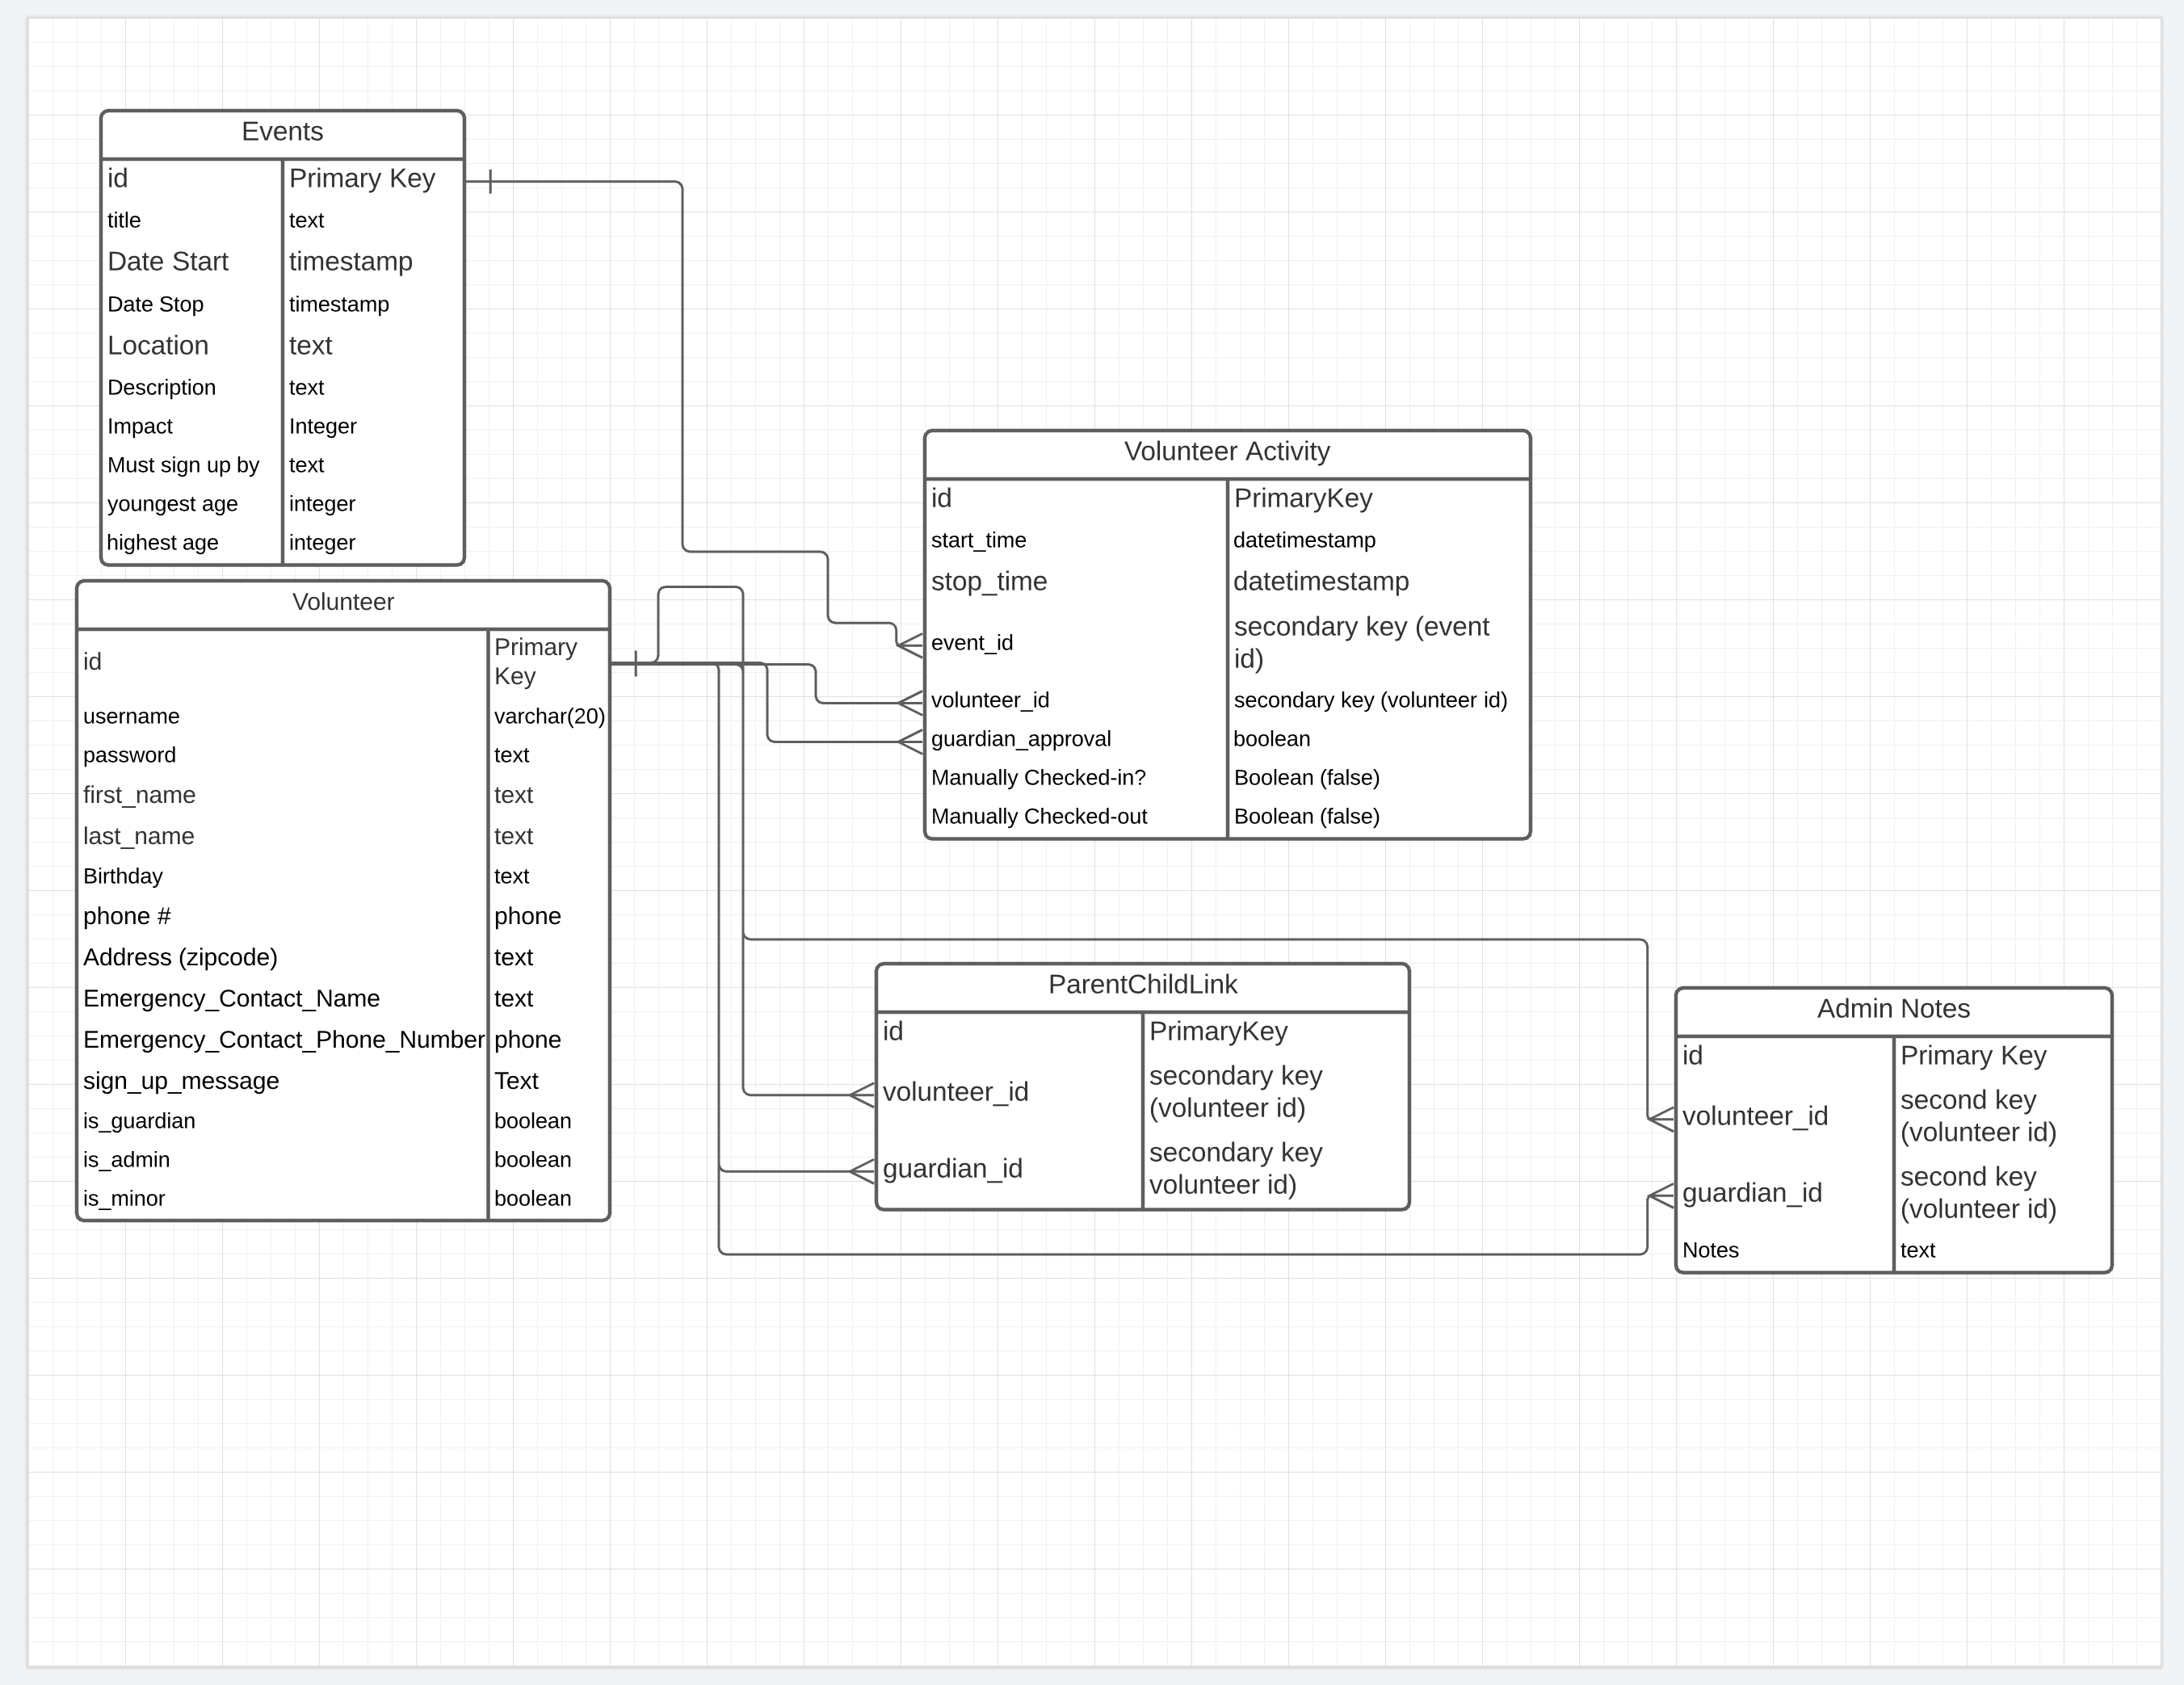 Events
id Primary Key
title text
Date Start timestamp
Date Stop timestamp
Location text
Description text
Impact Integer
Must sign up by text
youngest age integer
highest age integer
Volunteer
id Primary
Key
username varchar(20)
password text
first_name text
last_name text
Birthday text
phone # phone
Address (zipcode) text
Emergency_Contact_Name text
Emergency_Contact_Phone_Number phone
sign_up_message Text
is_guardian boolean
is_admin boolean
is_minor boolean
Volunteer Activity
id PrimaryKey
start_time datetimestamp
stop_time datetimestamp
event_id secondary key (event
id)
volunteer_id secondary key (volunteer id)
guardian_approval boolean
Manually Checked-in? Boolean (false)
Manually Checked-out Boolean (false)
ParentChildLink
id PrimaryKey
volunteer_id secondary key
(volunteer id)
guardian_id secondary key
volunteer id)
Admin Notes
id Primary Key
volunteer_id second key
(volunteer id)
guardian_id second key
(volunteer id)
Notes text